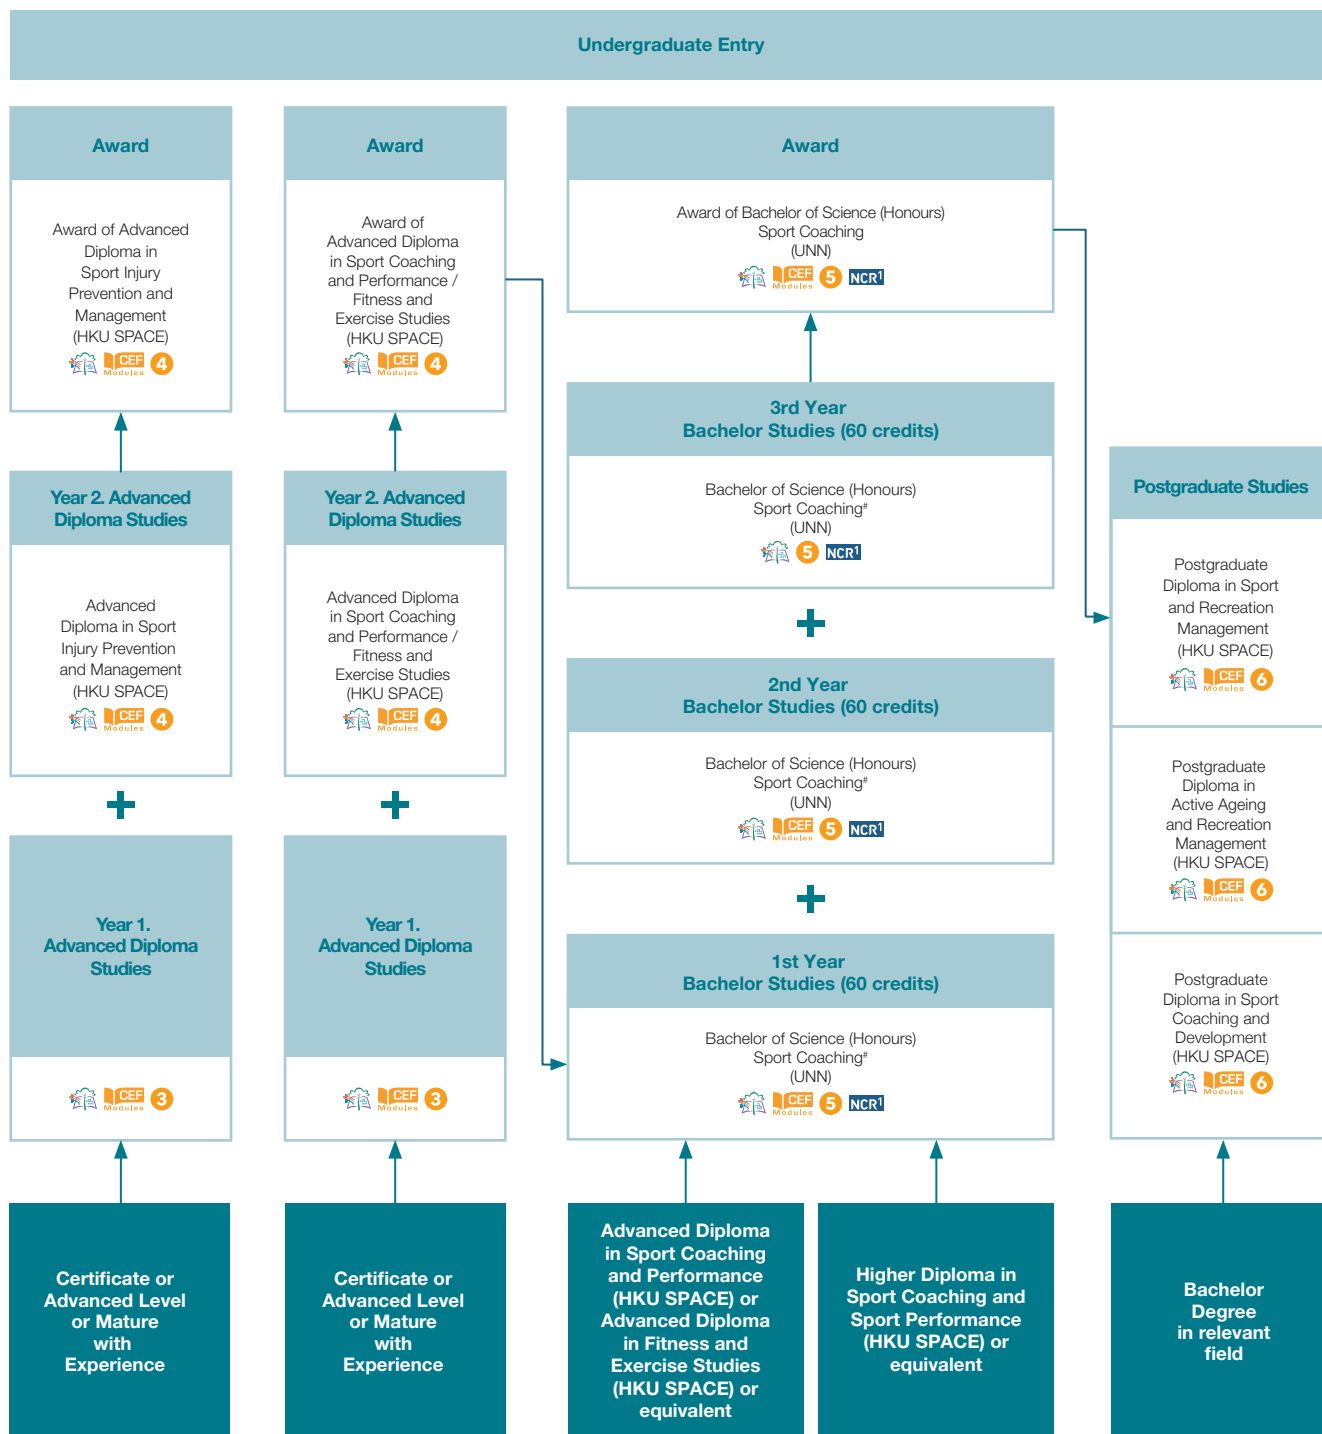 Undergraduate Entry
Award
Award of Advanced
Diploma in
Sport Injury
Prevention and
Management
(HKU SPACE)
CEF
Modules
4
Year 2. Advanced
Diploma Studies
Advanced
Diploma in Sport
Injury Prevention
and Management
(HKU SPACE)
CEF
Modules
4
Year 1.
Advanced Diploma
Studies
CEF
Modules
3
Certificate or
Advanced Level
or Mature
with
Experience
Award
Award of
Advanced Diploma
in Sport Coaching
and Performance /
Fitness and
Exercise Studies
(HKU SPACE)
CEF
Modules
4
Year 2. Advanced
Diploma Studies
Advanced Diploma
in Sport Coaching
and Performance /
Fitness and
Exercise Studies
(HKU SPACE)
CEF
Modules
4
Year 1.
Advanced Diploma
Studies
CEF
Modules
3
Certificate or
Advanced Level
or Mature
with
Experience
Award
Award of Bachelor of Science (Honours)
Sport Coaching
(UNN)
CEF
Modules
5
NCR1
3rd Year
Bachelor Studies (60 credits)
Bachelor of Science (Honours)
Sport Coaching#
(UNN)
5
NCR1
2nd Year
Bachelor Studies (60 credits)
Bachelor of Science (Honours)
Sport Coaching#
(UNN)
CEF
Modules
5
NCR1
1st Year
Bachelor Studies (60 credits)
Bachelor of Science (Honours)
Sport Coaching#
(UNN)
CEF
Modules
5
NCR1
Advanced Diploma
in Sport Coaching
and Performance
(HKU SPACE) or
Advanced Diploma
in Fitness and
Exercise Studies
(HKU SPACE) or
equivalent
Higher Diploma in
Sport Coaching and
Sport Performance
(HKU SPACE) or
equivalent
Postgraduate Studies
Postgraduate
Diploma in Sport
and Recreation
Management
(HKU SPACE)
CEF
Modules
6
Postgraduate
Diploma in
Active Ageing
and Recreation
Management
(HKU SPACE)
CEF
Modules
6
Postgraduate
Diploma in Sport
Coaching and
Development
(HKU SPACE)
CEF
Modules
6
Bachelor
Degree
in relevant
field